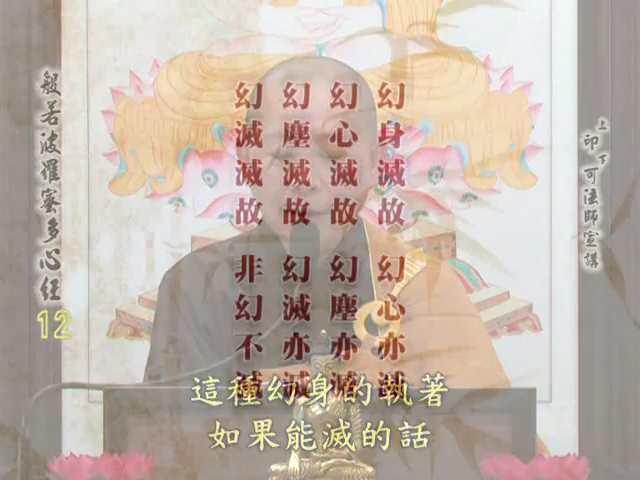 般若波羅蜜多心經
12
上印下可法師宣講
幻身滅故
幻心亦滅
幻心滅故
幻塵亦滅
幻塵滅故
幻滅亦滅
幻滅滅故
非幻不滅
這種幻身的執著
如果能滅的話